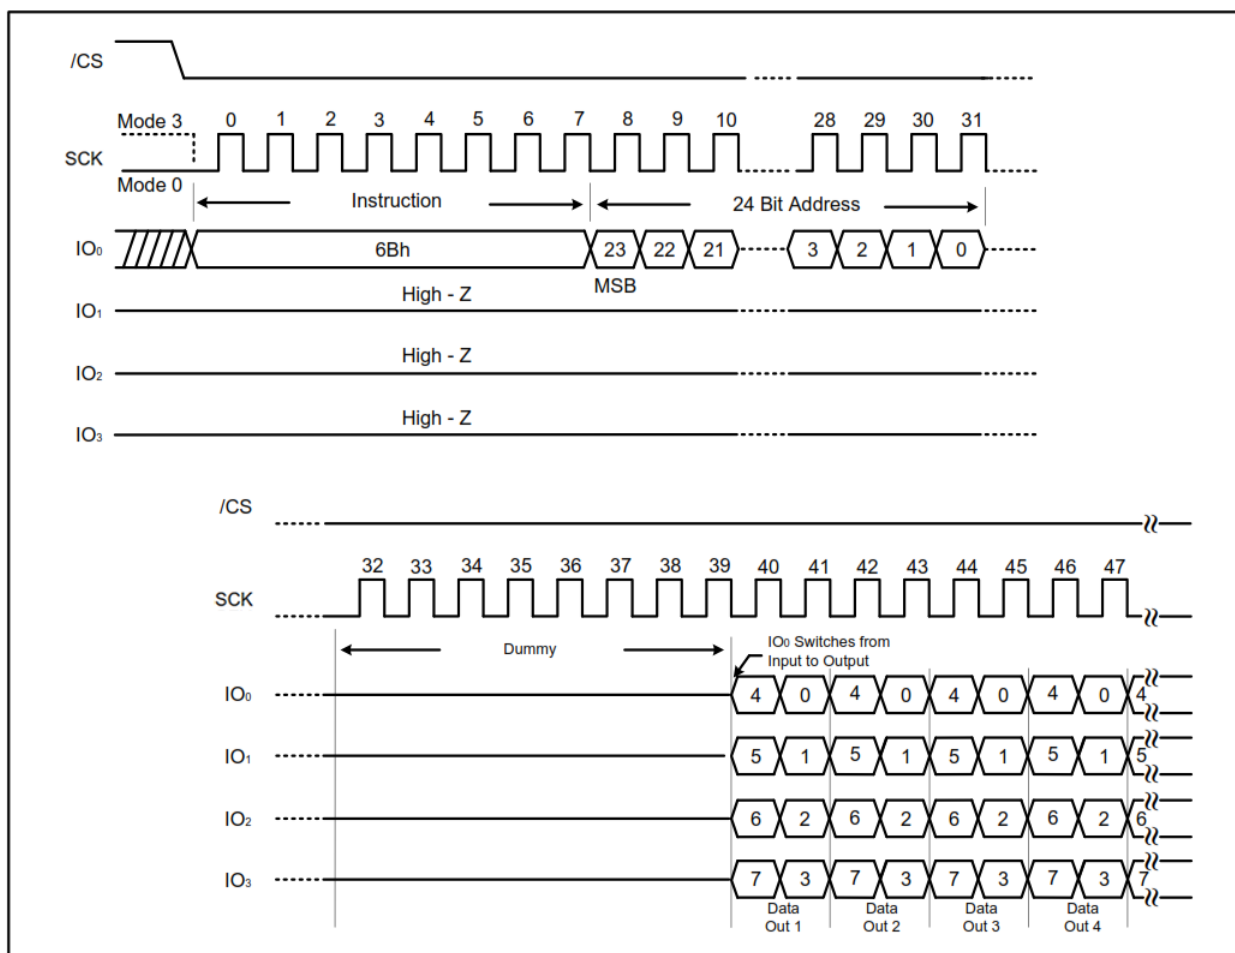 /CS
Mode 3 0 1 2 3 4 5 6 7 8 9 10 28 29 30 31
SCK
Mode 0
Instruction 24 Bit Address
IO0 6Bh 23 22 21 3 2 1 0
MSB
High - Z
IO1
High - Z
IO2
High - Z
IO3
/CS
32 33 34 35 36 37 38 39 40 41 42 43 44 45 46 47
SCK
Dummy
IO0 Switches from
Input to Output
IO0 4 0 4 0 4 0 4 0 4
IO1 5 1 5 1 5 1 5 1 5
IO2 6 2 6 2 6 2 6 2 6
IO3 7 3 7 3 7 3 7 3 7
Data Data Data Data
Out 1 Out 2 Out 3 Out 4